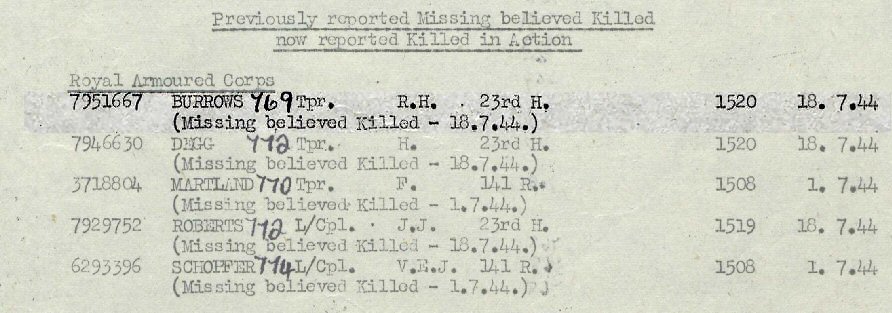 Previously reported Missing believed Killed
now reported Killed in Action
Royal Armoured Corps
7951667 BURROWS 769 Tpr. R.H. 23rd H. 1520 18. 7.44
(Missing believed Killed - 18.7.44.)
7946630 DEGG 772 Tpr. H. 23rd H. 1520 18. 7.44
(Missing believed Killed - 18.7.44.)
3718804 MARTLAND 770 Tpr. F. 141 R. 1508 1. 7.44
(Missing believed Killed - 1.7.44.)
7929752 ROBERTS 772 L/Cpl. J.J. 23rd H. 1519 18. 7.44
(Missing believed Killed - 18.7.44.)
6293396 SCHOPFER 774 L/Cpl. V.E.J. 141 R. 1508 1. 7.44
(Missing believed Killed - 1.7.44.)